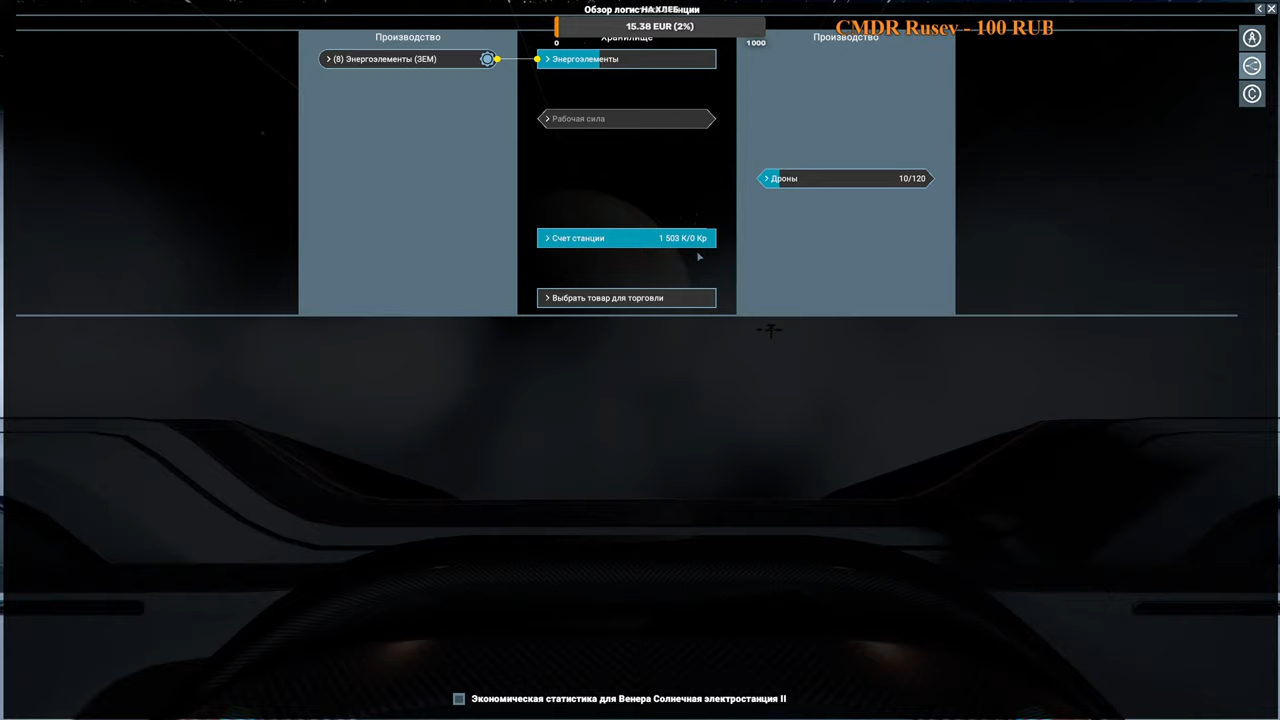 Обзор логистики станции
НА ХЛЕБ
15.38 EUR (2%)
0
1000
CMDR Rusev - 100 RUB
Производство
Хранилище
Производство
(8) Энергоэлементы (ЗЕМ)
Энергоэлементы
Рабочая сила
Дроны 10/120
Счет станции 1 503 К/0 Кр
Выбрать товар для торговли
Экономическая статистика для Венера Солнечная электростанция II